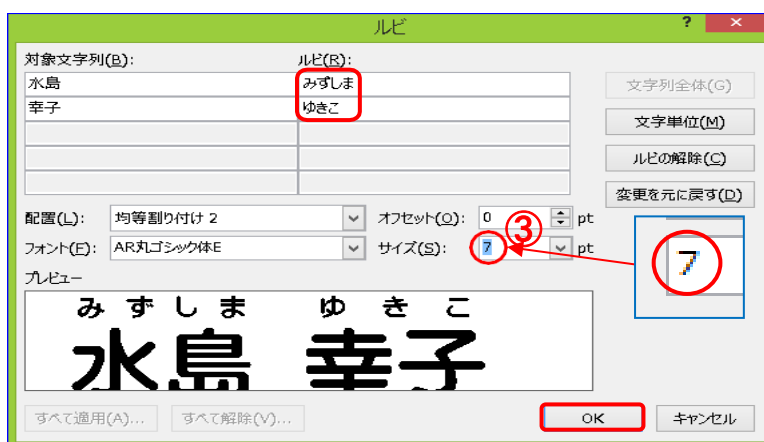 ルビ ? ×
対象文字列(B): ルビ(R):
水島 みずしま 文字列全体(G)
幸子 ゆきこ 文字単位(M)
ルビの解除(C)
変更を元に戻す(D)
配置(L): 均等割り付け 2 オフセット(O): 0 pt
③
フォント(F): AR丸ゴシック体E サイズ(S): 7 pt 7
プレビュー
みずしま ゆきこ
水島 幸子
すべて適用(A)... すべて解除(V)... OK キャンセル